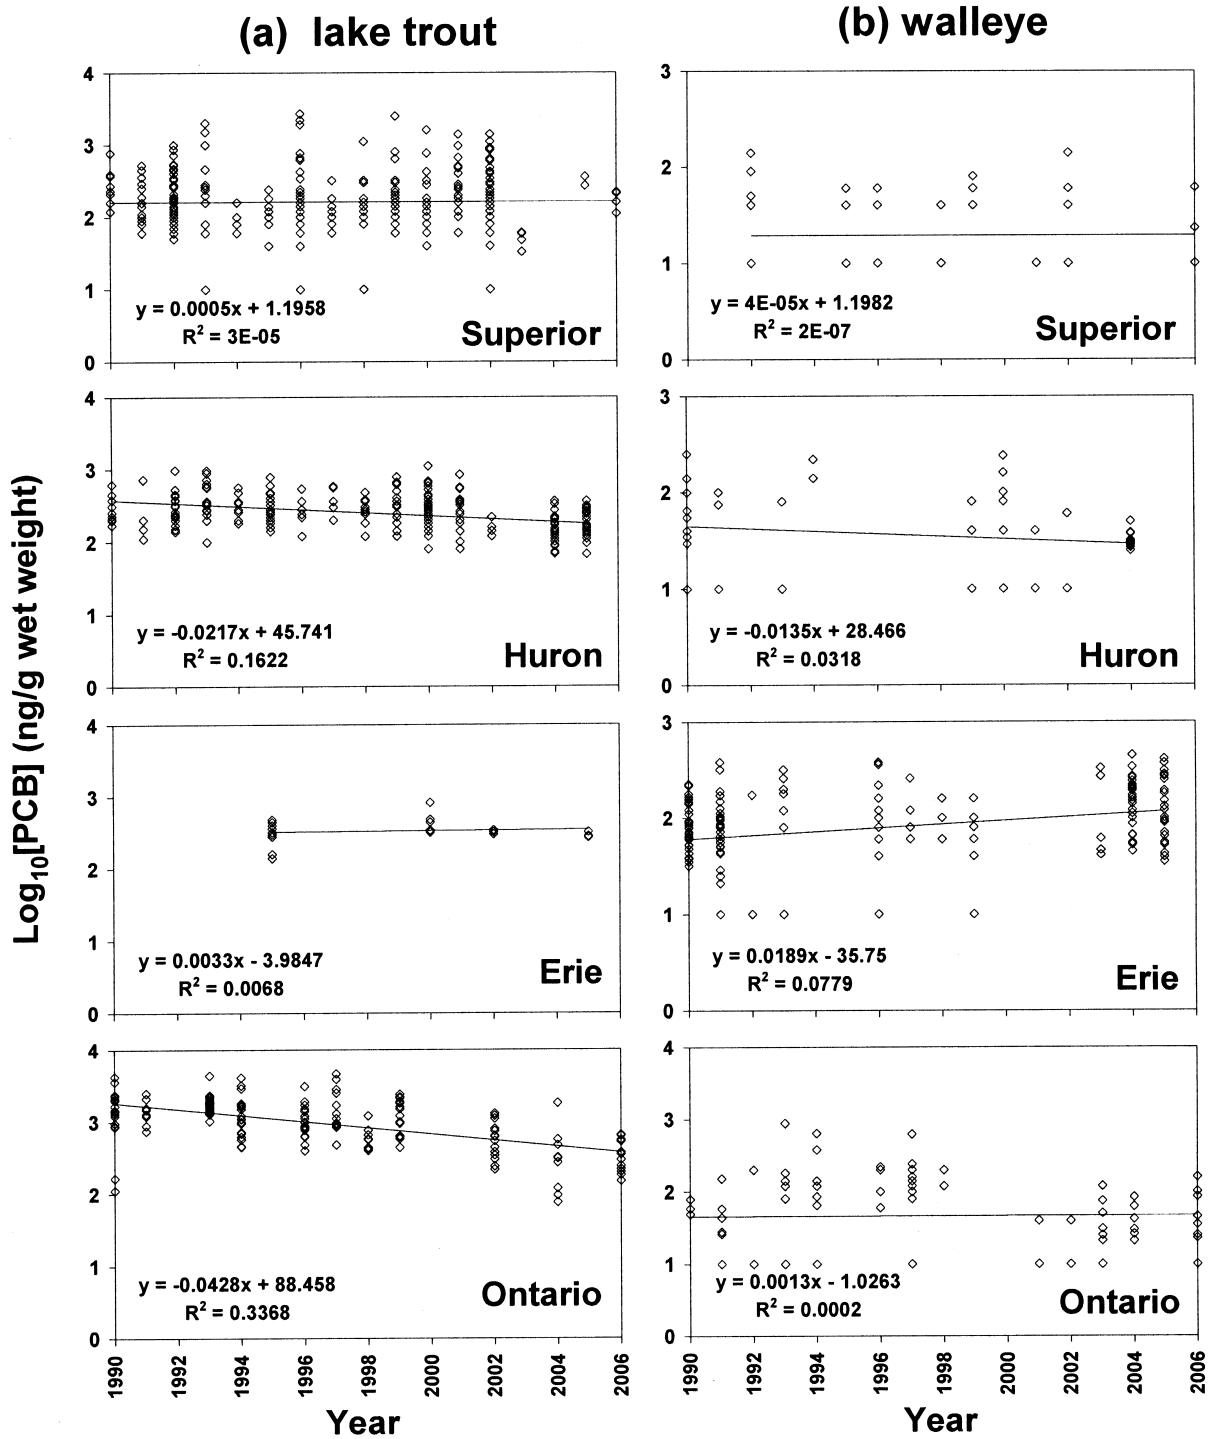 (a) lake trout
(b) walleye
Log10[PCB] (ng/g wet weight)
4
3
2
1
0
y = 0.0005x + 1.1958
R2 = 3E-05
Superior
3
2
1
0
y = 4E-05x + 1.1982
R2 = 2E-07
Superior
4
3
2
1
0
y = -0.0217x + 45.741
R2 = 0.1622
Huron
3
2
1
0
y = -0.0135x + 28.466
R2 = 0.0318
Huron
4
3
2
1
0
y = 0.0033x - 3.9847
R2 = 0.0068
Erie
3
2
1
0
y = 0.0189x - 35.75
R2 = 0.0779
Erie
4
3
2
1
0
y = -0.0428x + 88.458
R2 = 0.3368
Ontario
1990 1992 1994 1996 1998 2000 2002 2004 2006
Year
4
3
2
1
0
y = 0.0013x - 1.0263
R2 = 0.0002
Ontario
1990 1992 1994 1996 1998 2000 2002 2004 2006
Year